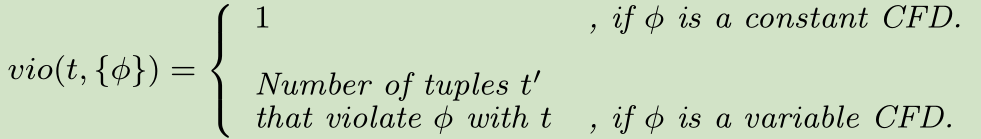 1 , if ϕ is a constant CFD.
vio(t, {ϕ}) = {
Number of tuples t′
that violate ϕ with t , if ϕ is a variable CFD.